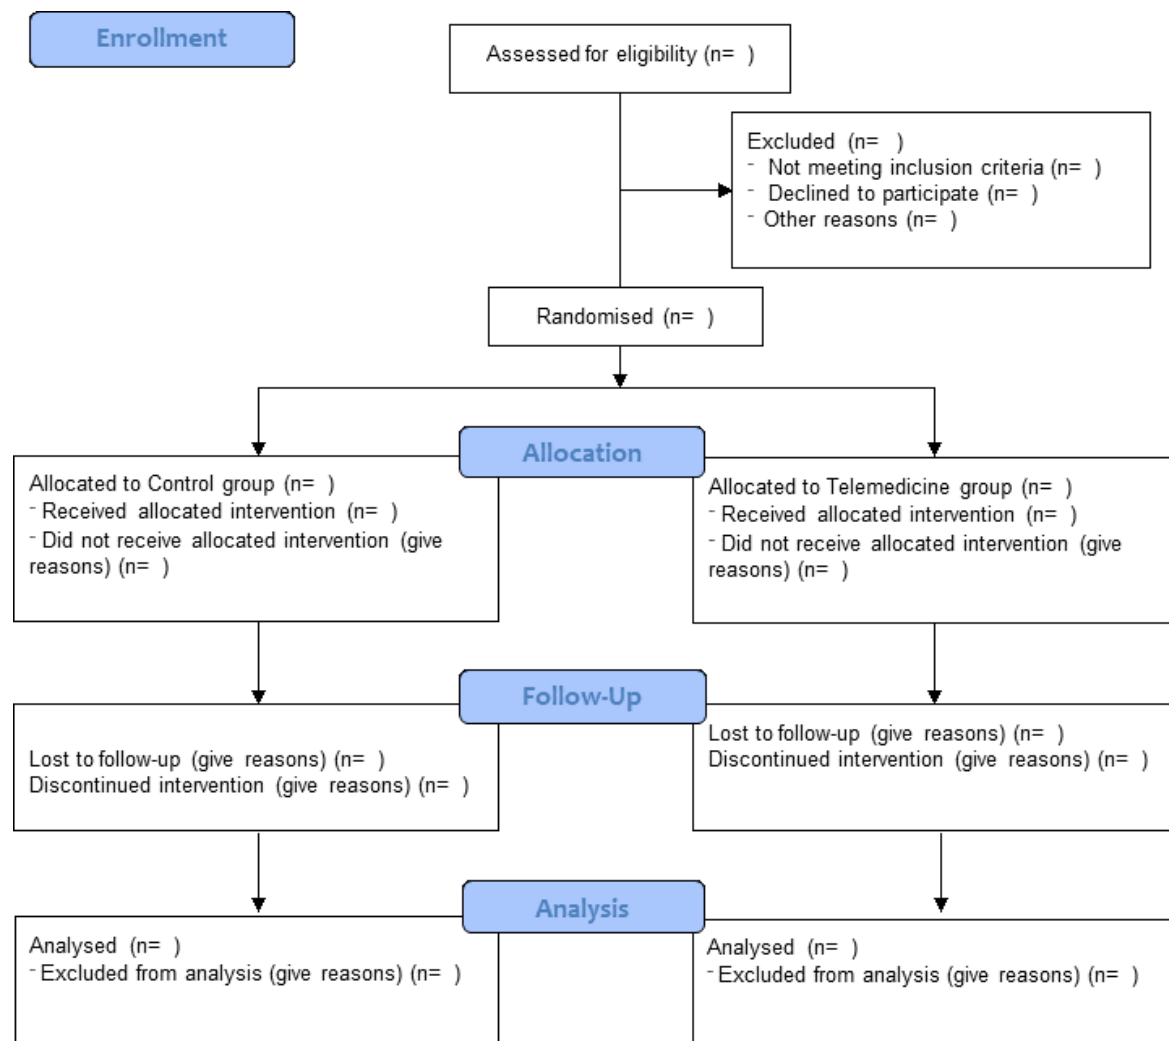 Enrollment
Assessed for eligibility (n= )
Excluded (n= )
- Not meeting inclusion criteria (n= )
- Declined to participate (n= )
- Other reasons (n= )
Randomised (n= )
Allocation
Allocated to Control group (n= )
- Received allocated intervention (n= )
- Did not receive allocated intervention (give
reasons) (n= )
Allocated to Telemedicine group (n= )
- Received allocated intervention (n= )
- Did not receive allocated intervention (give
reasons) (n= )
Follow-Up
Lost to follow-up (give reasons) (n= )
Discontinued intervention (give reasons) (n= )
Lost to follow-up (give reasons) (n= )
Discontinued intervention (give reasons) (n= )
Analysis
Analysed (n= )
- Excluded from analysis (give reasons) (n= )
Analysed (n= )
- Excluded from analysis (give reasons) (n= )